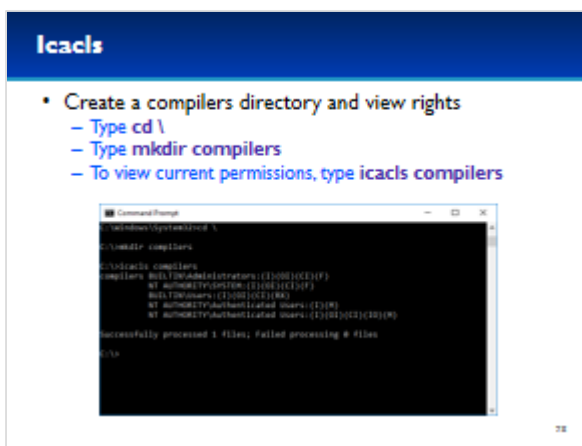 Icacls
• Create a compilers directory and view rights
– Type cd \
– Type mkdir compilers
– To view current permissions, type icacls compilers
Command Prompt
C:\Windows\System32>cd \
C:\>mkdir compilers
C:\>icacls compilers
compilers BUILTIN\Administrators:(I)(OI)(CI)(F)
NT AUTHORITY\SYSTEM:(I)(OI)(CI)(F)
BUILTIN\Users:(I)(OI)(CI)(RX)
NT AUTHORITY\Authenticated Users:(I)(M)
NT AUTHORITY\Authenticated Users:(I)(OI)(CI)(IO)(M)
Successfully processed 1 files; Failed processing 0 files
C:\>
78